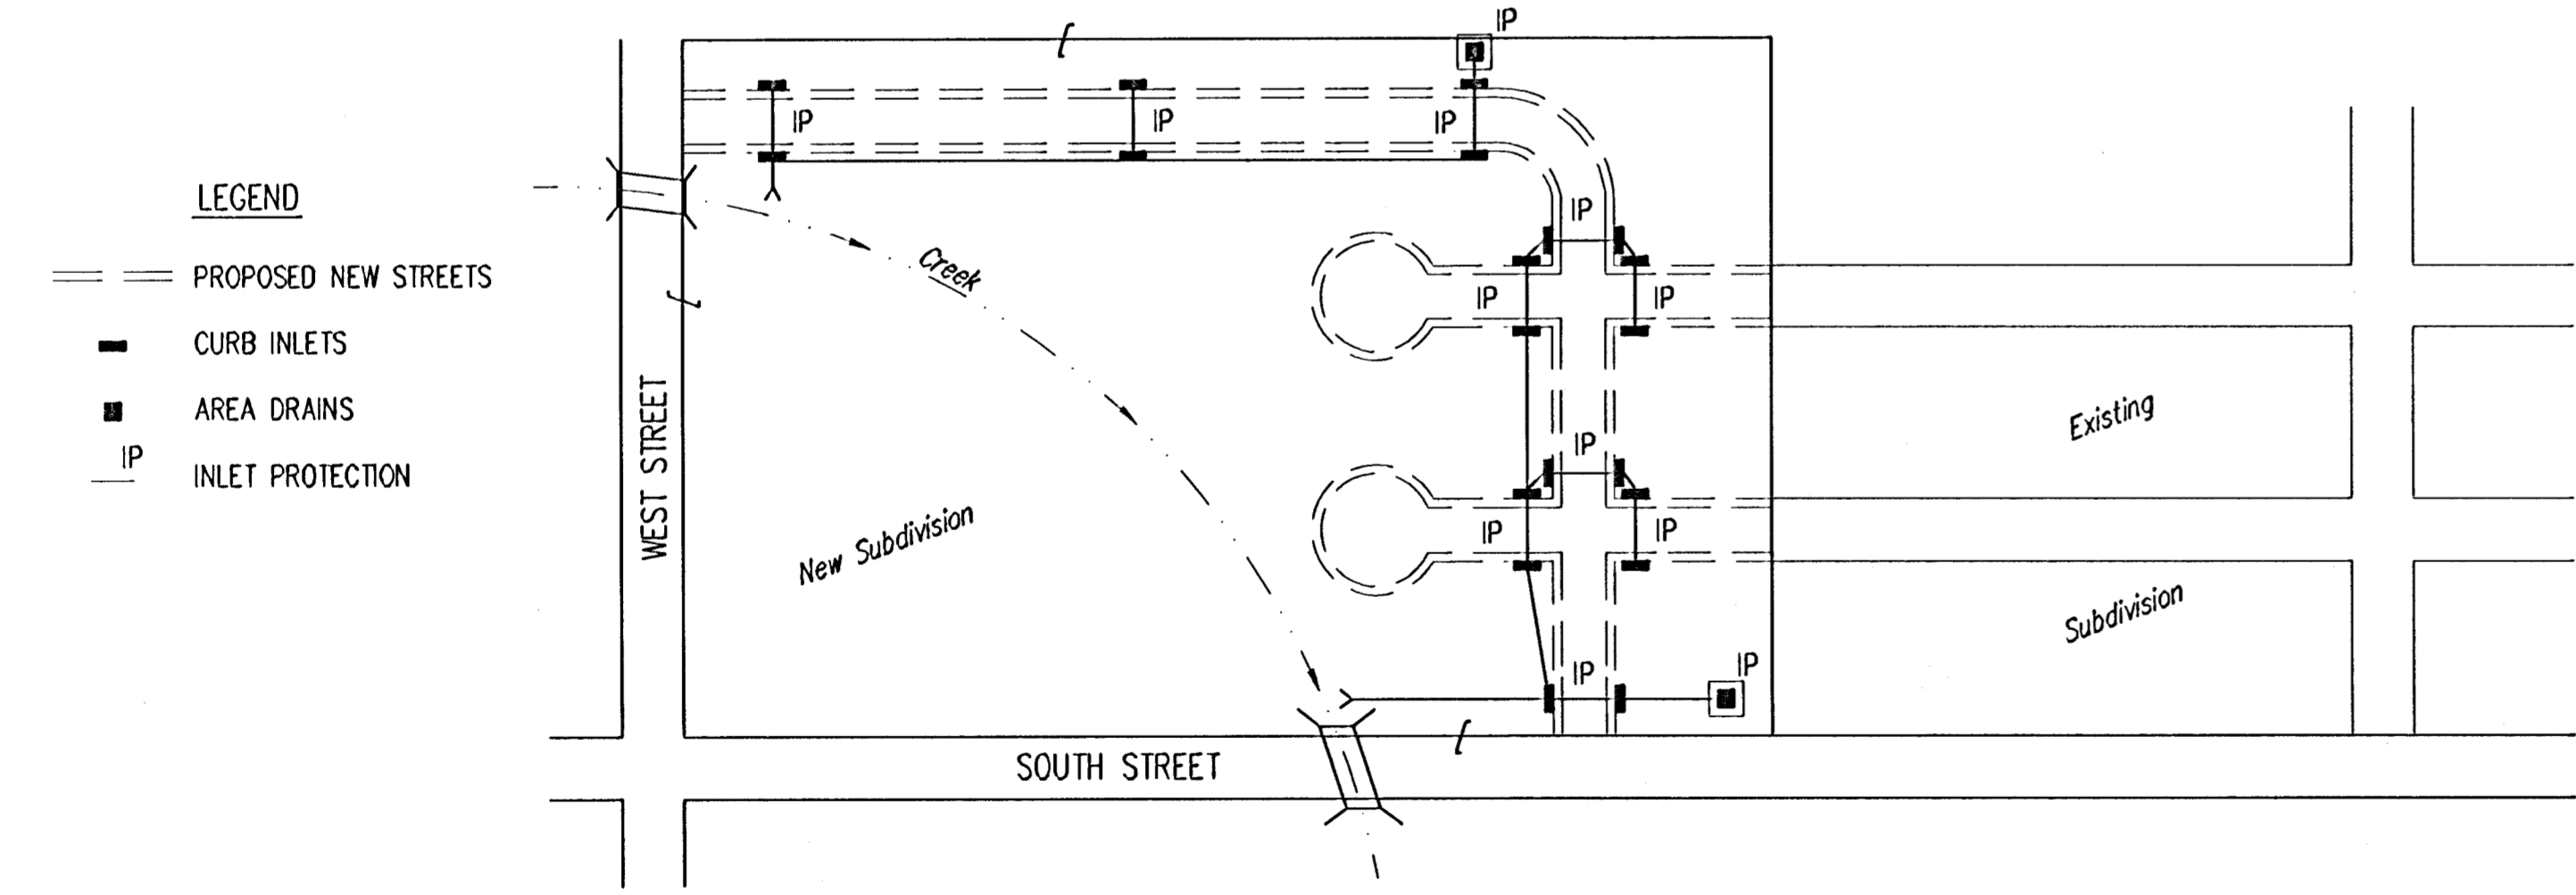 IP
IP
IP
IP
LEGEND
PROPOSED NEW STREETS
CURB INLETS
AREA DRAINS
IP
INLET PROTECTION
WEST STREET
Creek
New Subdivision
IP
IP
IP
IP
IP
IP
IP
IP
SOUTH STREET
Existing
Subdivision